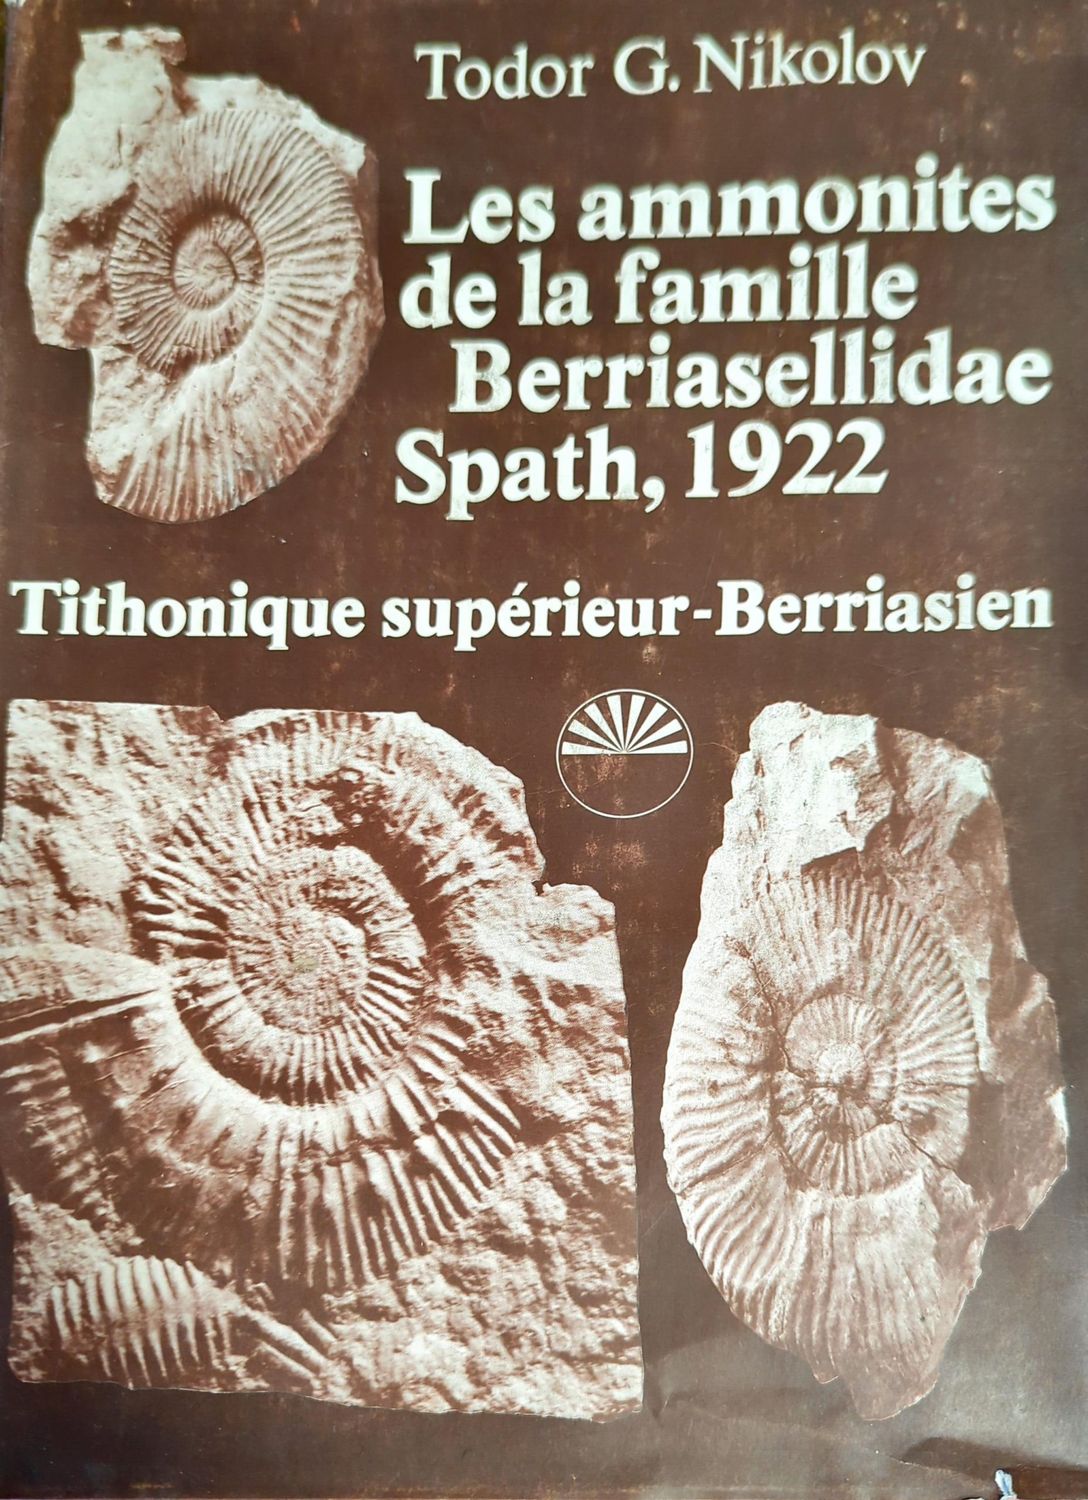 Todor G. Nikolov
Les ammonites
de la famille
Berriasellidae
Spath, 1922
Tithonique supérieur-Berriasien